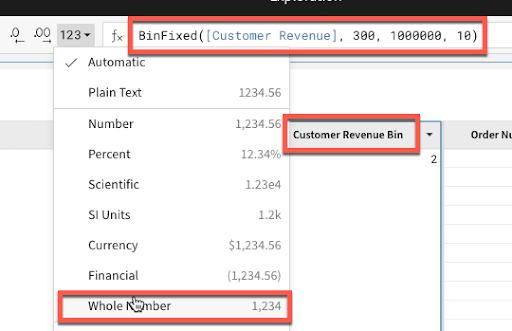 Exploration
.0 .00 123 fx BinFixed([Customer Revenue], 300, 1000000, 10)
Automatic
Plain Text 1234.56
Number 1,234.56
Percent 12.34%
Scientific 1.23e4
SI Units 1.2k
Currency $1,234.56
Financial (1,234.56)
Whole Number 1,234
Customer Revenue Bin Order Nu
2